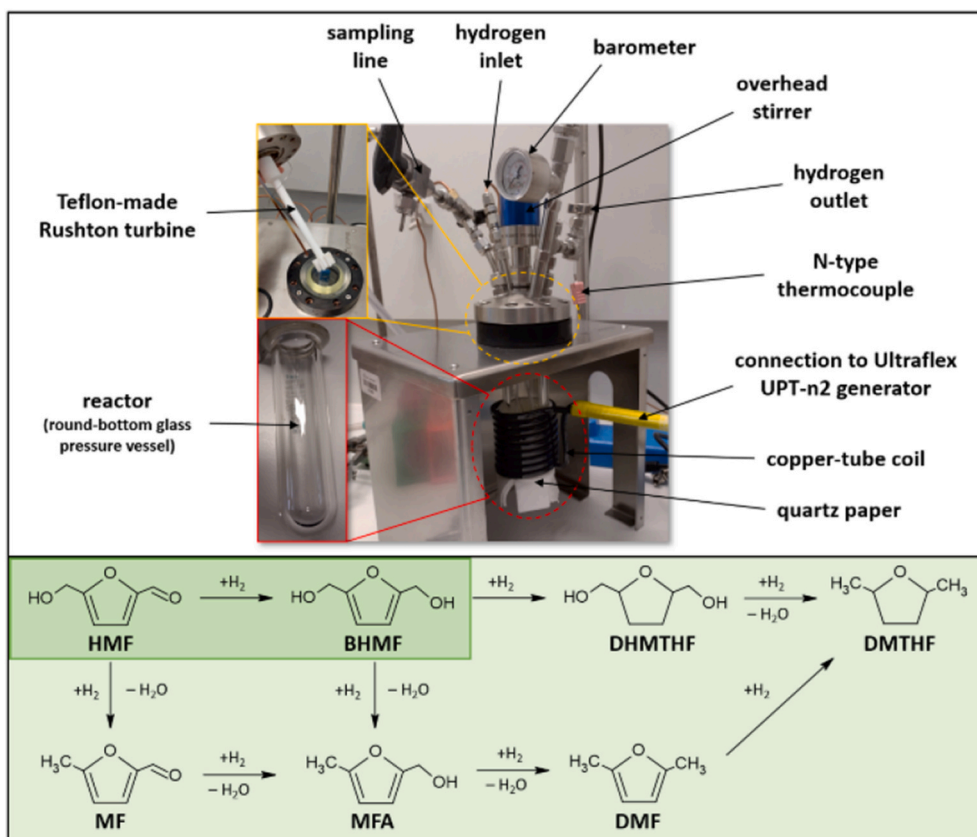 sampling
line
hydrogen
inlet
barometer
overhead
stirrer
Teflon-made
Rushton turbine
hydrogen
outlet
N-type
thermocouple
connection to Ultraflex
UPT-n2 generator
reactor
(round-bottom glass
pressure vessel)
copper-tube coil
quartz paper
HO O O
+H₂
HO O OH
+H₂
HO O OH
+H₂
– H₂O
H₃C O CH₃
HMF
BHMF
DHMTHF
DMTHF
+H₂ – H₂O
+H₂ – H₂O
+H₂
H₃C O O
+H₂
– H₂O
H₃C O OH
+H₂
– H₂O
H₃C O CH₃
MF
MFA
DMF